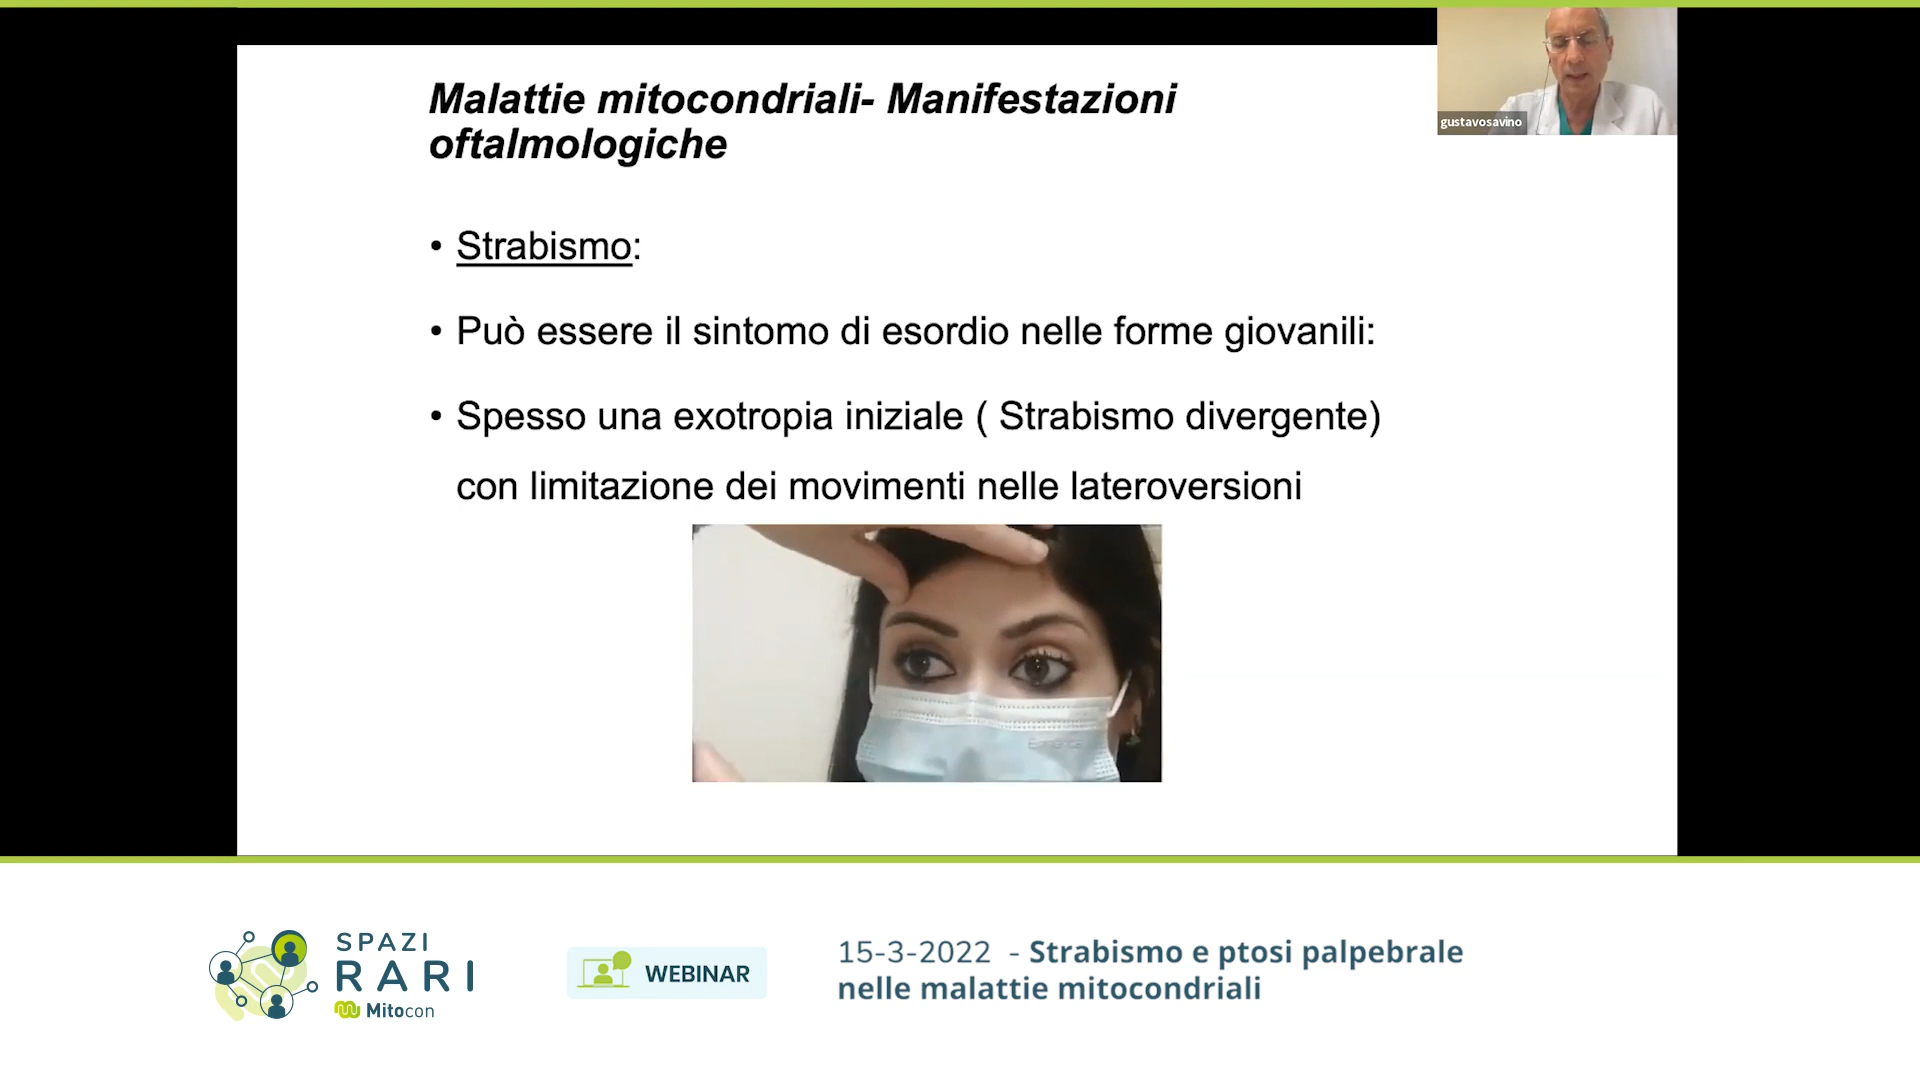 gustavosavino
Malattie mitocondriali- Manifestazioni
oftalmologiche
• Strabismo:
• Può essere il sintomo di esordio nelle forme giovanili:
• Spesso una exotropia iniziale ( Strabismo divergente)
con limitazione dei movimenti nelle lateroversioni
SPAZI
RARI
Mitocon
WEBINAR
15-3-2022 - Strabismo e ptosi palpebrale
nelle malattie mitocondriali